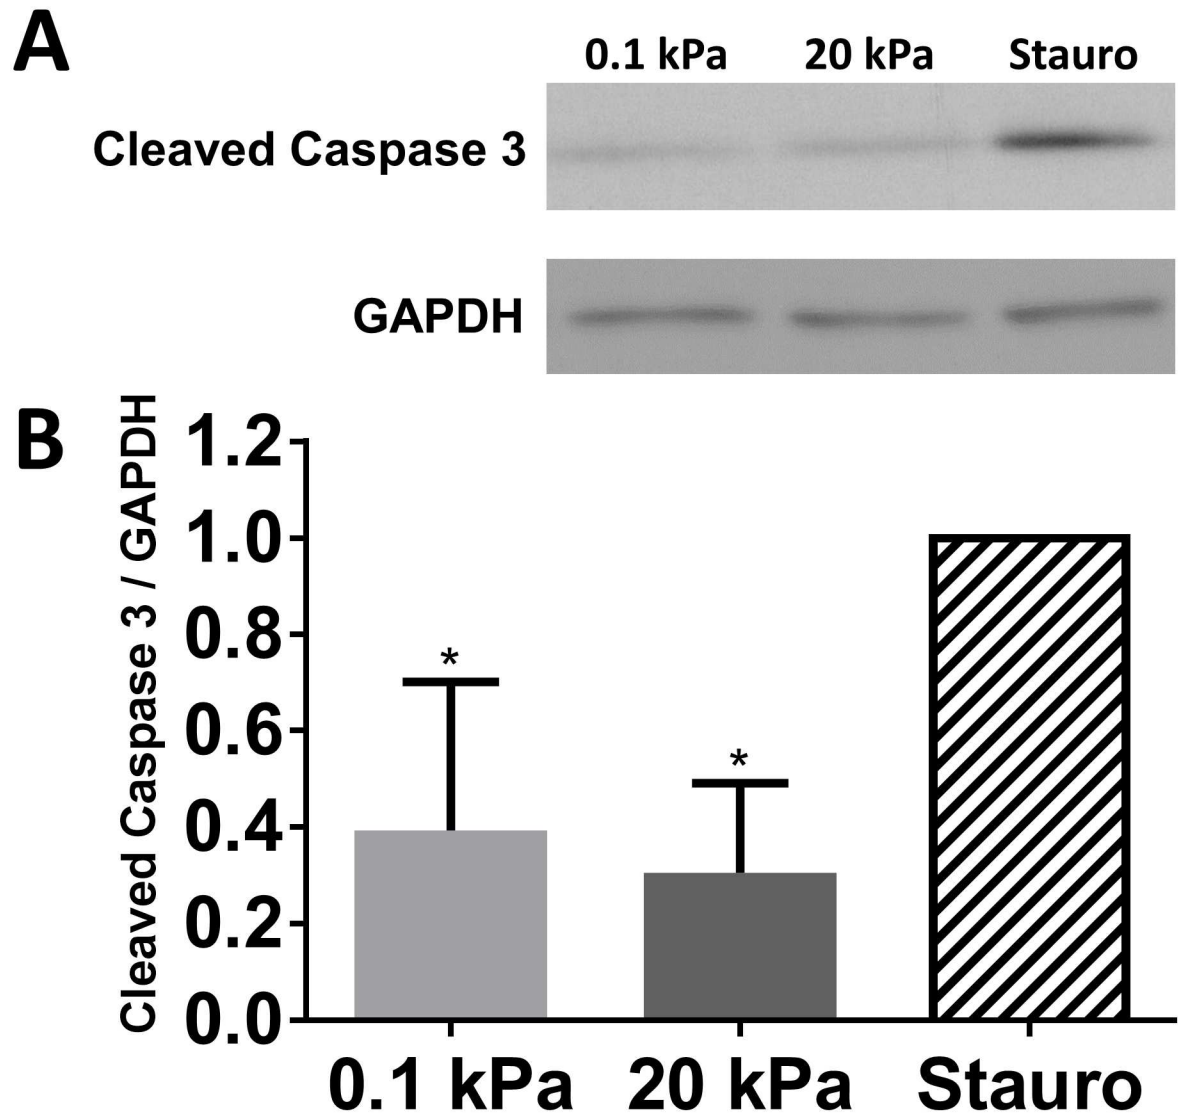 A
0.1 kPa 20 kPa Stauro
Cleaved Caspase 3
GAPDH
B
Cleaved Caspase 3 / GAPDH
1.2
1.0
0.8
0.6
0.4
0.2
0.0
*
*
0.1 kPa 20 kPa Stauro